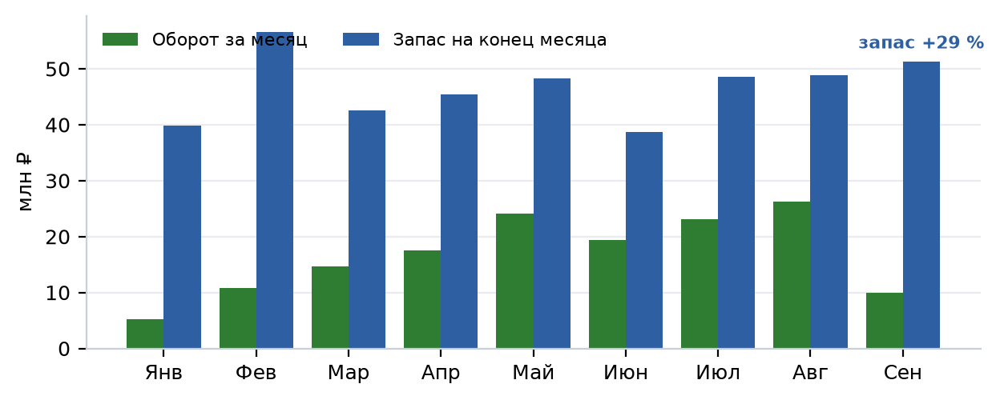 Оборот за месяц
Запас на конец месяца
запас +29 %
млн ₽
50
40
30
20
10
0
Янв
Фев
Мар
Апр
Май
Июн
Июл
Авг
Сен